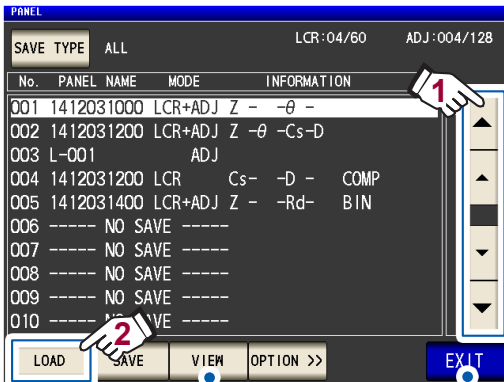 PANEL
SAVE TYPE ALL LCR:04/60 ADJ:004/128
No. PANEL NAME MODE INFORMATION
001 1412031000 LCR+ADJ Z - -θ -
002 1412031200 LCR+ADJ Z -θ -Cs-D
003 L-001 ADJ
004 1412031200 LCR Cs- -D - COMP
005 1412031400 LCR+ADJ Z - -Rd- BIN
006 ----- NO SAVE -----
007 ----- NO SAVE -----
008 ----- NO SAVE -----
009 ----- NO SAVE -----
010 ----- NO SAVE -----
LOAD SAVE VIEW OPTION >> EXIT
1
2